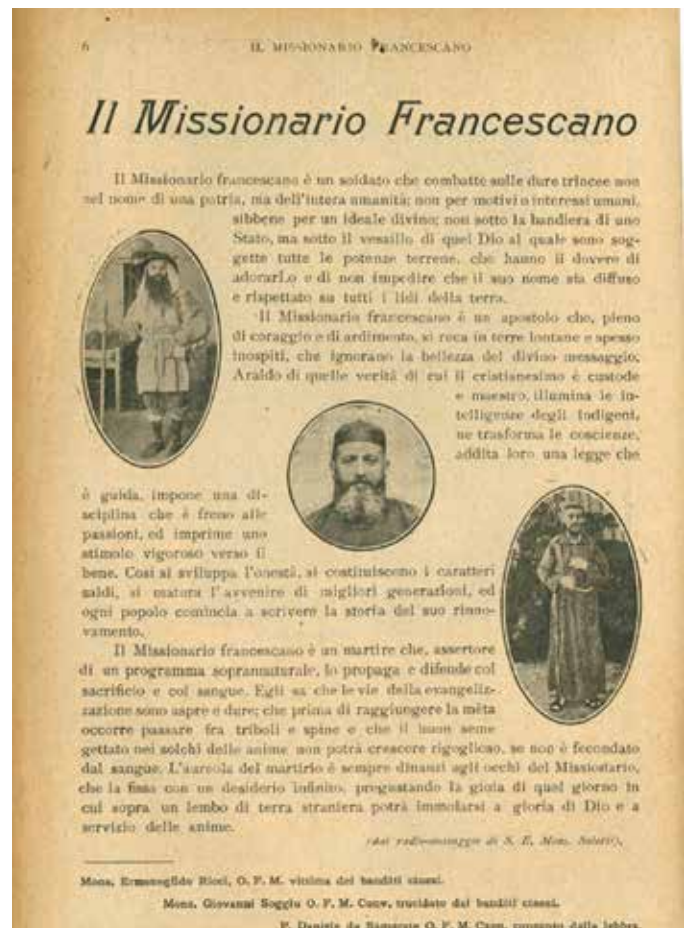 6
IL MISSIONARIO FRANCESCANO
Il Missionario Francescano
Il Missionario francescano è un soldato che combatte sulle dure trincee non
nel nome di una patria, ma dell'intera umanità; non per motivi o interessi umani,
sibbene per un ideale divino; non sotto la bandiera di uno
Stato, ma sotto il vessillo di quel Dio al quale sono sog-
gette tutte le potenze terrene, che hanno il dovere di
adorarLo e di non impedire che il suo nome sia diffuso
e rispettato su tutti i lidi della terra.
Il Missionario francescano è un apostolo che, pieno
di coraggio e di ardimento, si reca in terre lontane e spesso
inospiti, che ignorano la bellezza del divino messaggio.
Araldo di quelle verità di cui il cristianesimo è custode
e maestro, illumina le in-
telligenze degli indigeni,
ne trasforma le coscienze,
addita loro una legge che
è guida, impone una di-
sciplina che è freno alle
passioni, ed imprime uno
stimolo vigoroso verso il
bene. Così si sviluppa l'onestà, si costituiscono i caratteri
saldi, si matura l'avvenire di migliori generazioni, ed
ogni popolo comincia a scrivere la storia del suo rinno-
vamento.
Il Missionario francescano è un martire che, assertore
di un programma soprannaturale, lo propaga e difende col
sacrificio e col sangue. Egli sa che le vie della evangeliz-
zazione sono aspre e dure; che prima di raggiungere la mèta
occorre passare fra triboli e spine e che il buon seme
gettato nei solchi delle anime non potrà crescere rigoglioso, se non è fecondato
dal sangue. L'aureola del martirio è sempre dinanzi agli occhi del Missionario,
che la fissa con un desiderio infinito, pregustando la gioia di quel giorno in
cui sopra un lembo di terra straniera potrà immolarsi a gloria di Dio e a
servizio delle anime.
(dal radio-messaggio di S. E. Mons. Salotti).
Mons. Ermenegildo Ricci, O. F. M. vittima dei banditi cinesi.
Mons. Giovanni Soggiu O. F. M. Conv. trucidato dai banditi cinesi.
P. Daniele da Samarate O. F. M. Capp. consunto dalla lebbra.